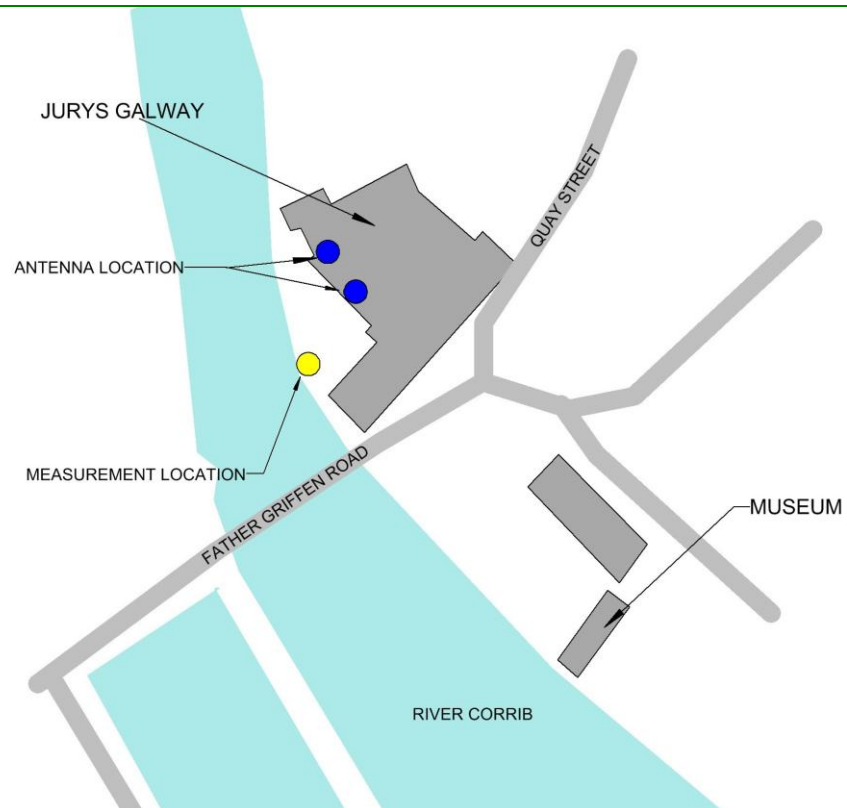 JURYS GALWAY
QUAY STREET
ANTENNA LOCATION
MEASUREMENT LOCATION
FATHER GRIFFEN ROAD
MUSEUM
RIVER CORRIB